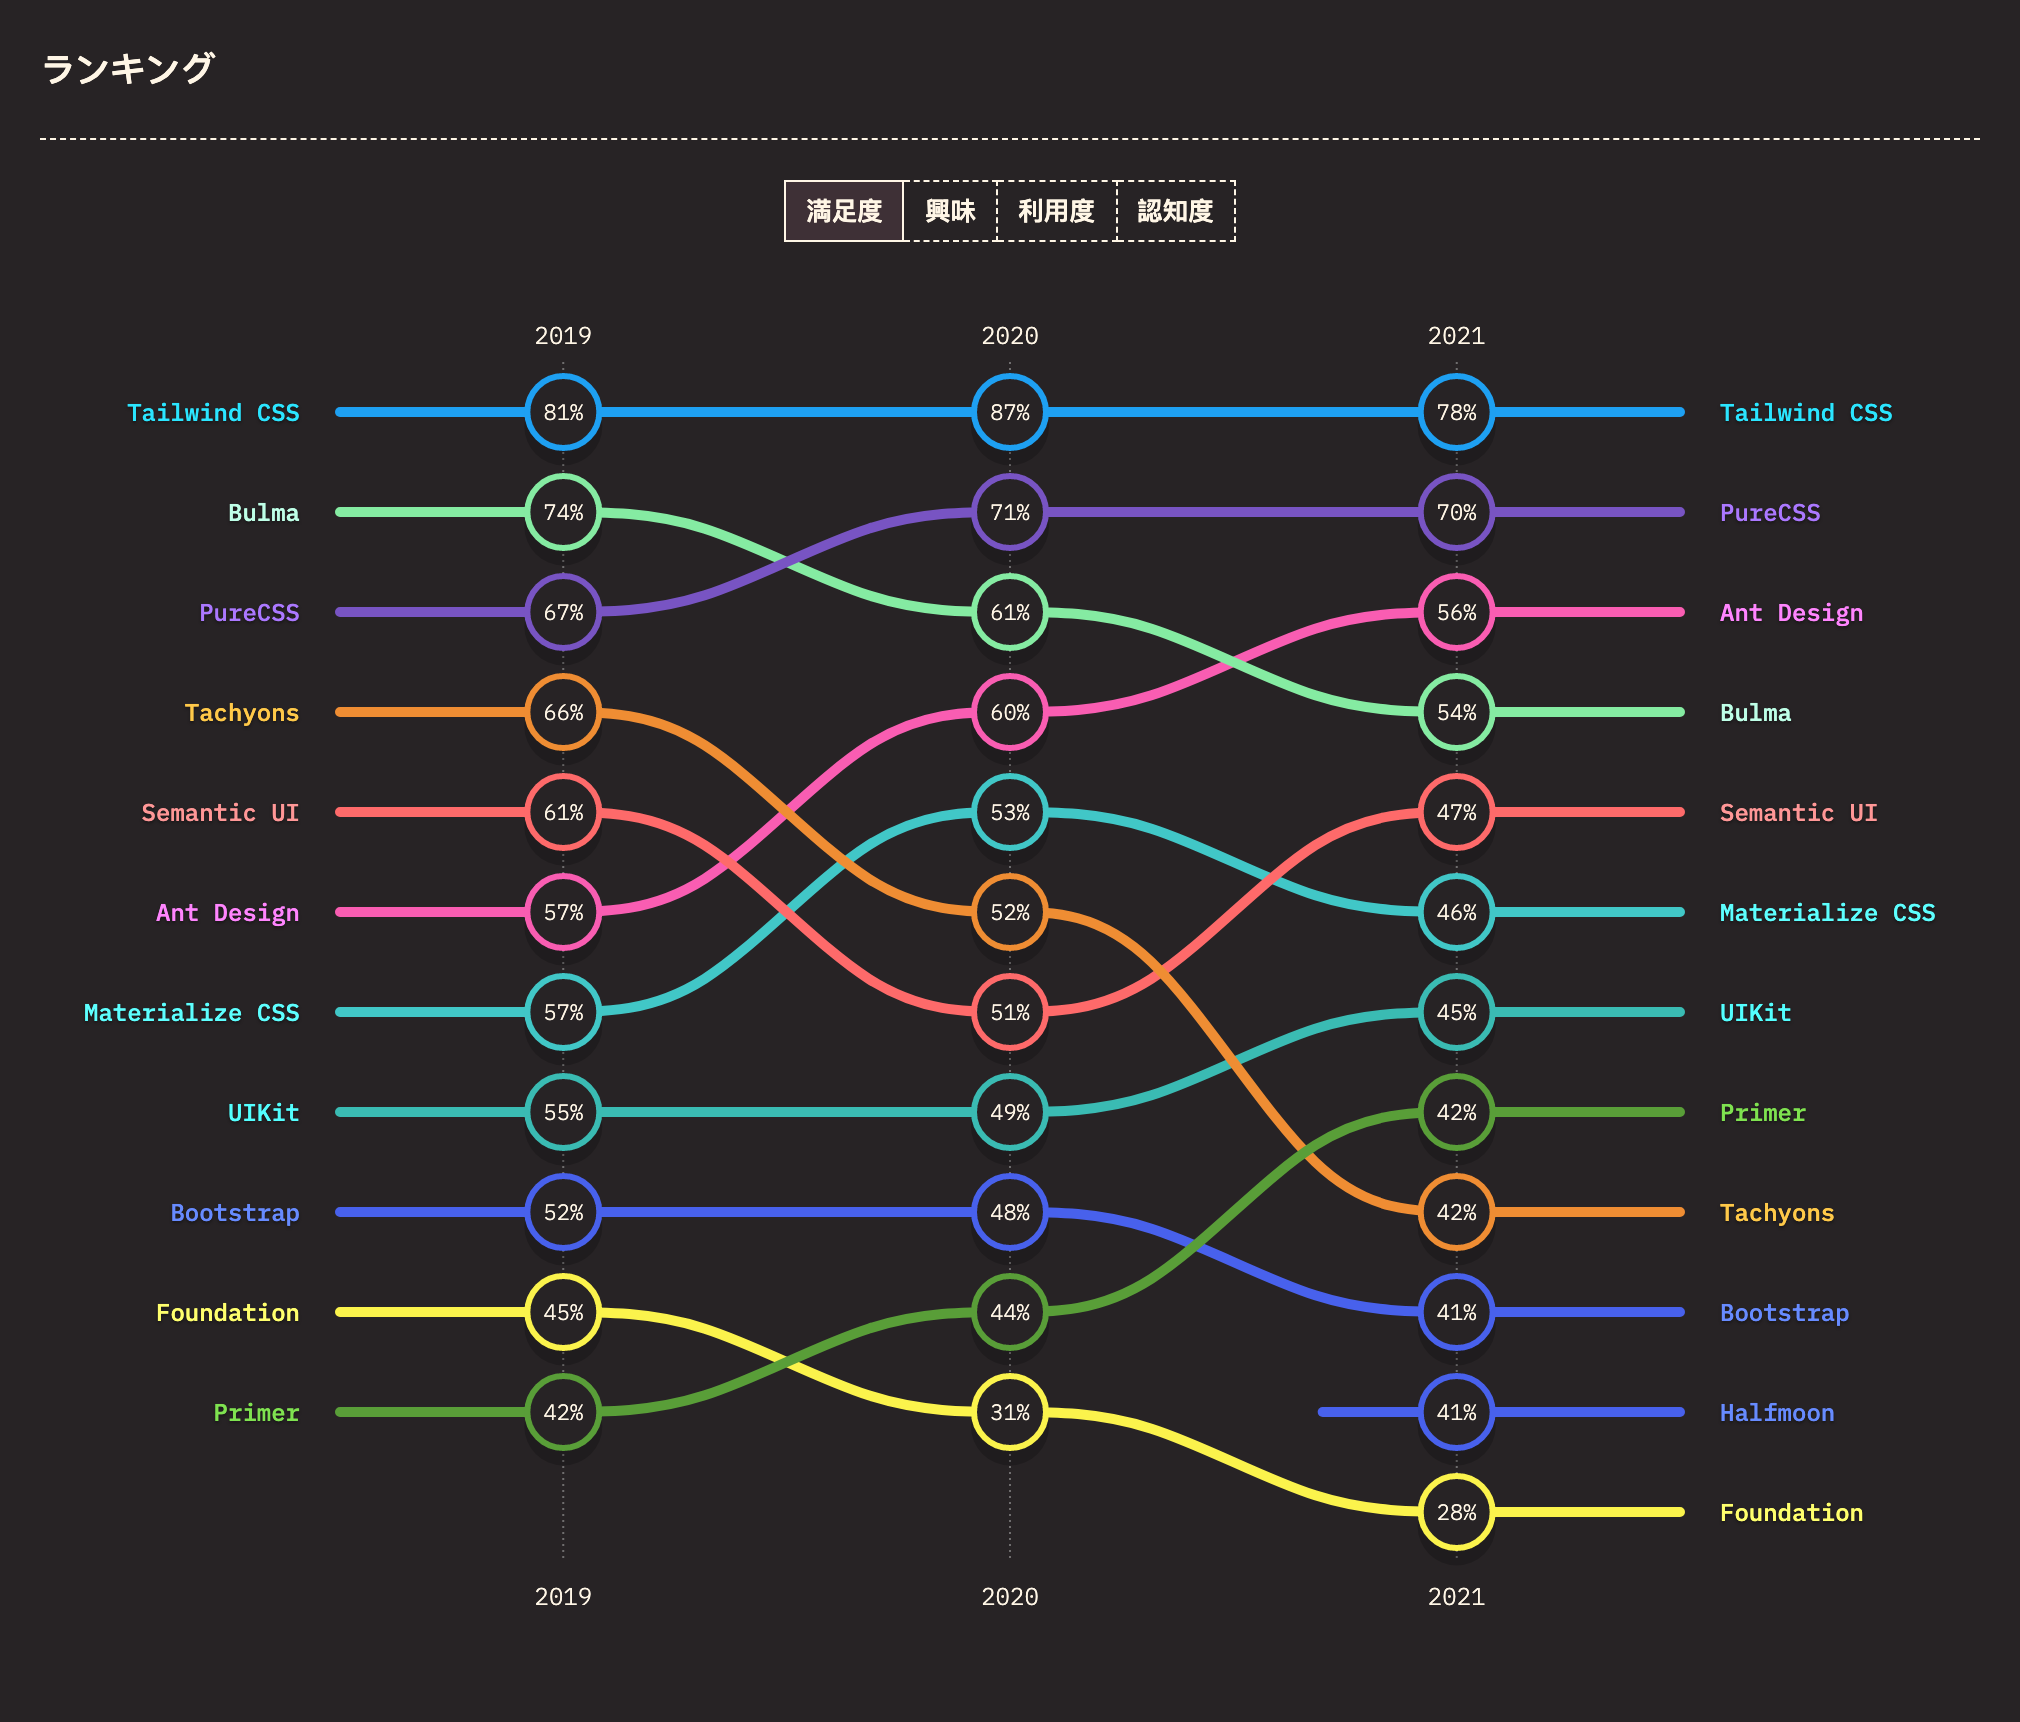 ランキング
満足度 興味 利用度 認知度
2019 2020 2021
Tailwind CSS 81% 87% 78% Tailwind CSS
Bulma 74% 71% 70% PureCSS
PureCSS 67% 61% 56% Ant Design
Tachyons 66% 60% 54% Bulma
Semantic UI 61% 53% 47% Semantic UI
Ant Design 57% 52% 46% Materialize CSS
Materialize CSS 57% 51% 45% UIKit
UIKit 55% 49% 42% Primer
Bootstrap 52% 48% 42% Tachyons
Foundation 45% 44% 41% Bootstrap
Primer 42% 31% 41% Halfmoon
28% Foundation
2019 2020 2021